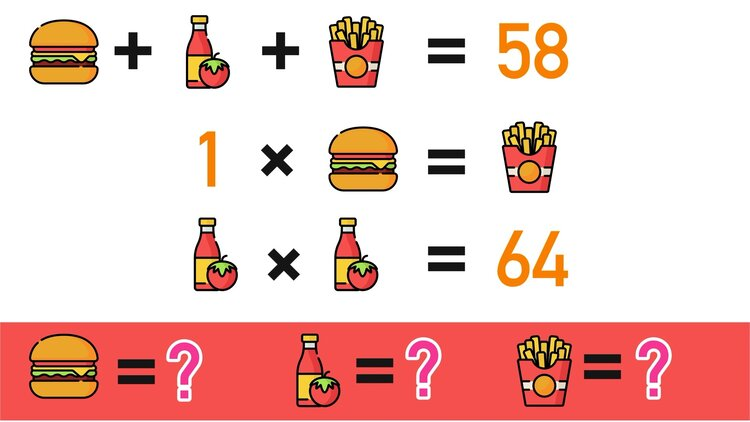 + + = 58
1 × =
× = 64
= ? = ? = ?